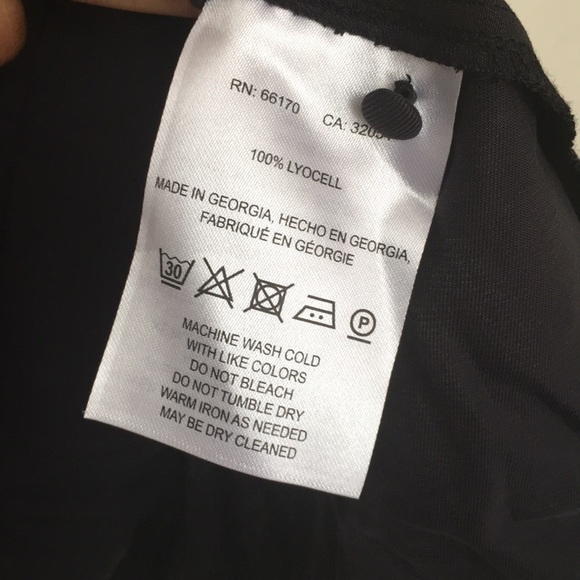 RN: 66170
CA:
100% LYOCELL
MADE IN GEORGIA, HECHO EN GEORGIA,
FABRIQUÉ EN GÉORGIE
30
P
MACHINE WASH COLD
WITH LIKE COLORS
DO NOT BLEACH
DO NOT TUMBLE DRY
WARM IRON AS NEEDED
MAY BE DRY CLEANED